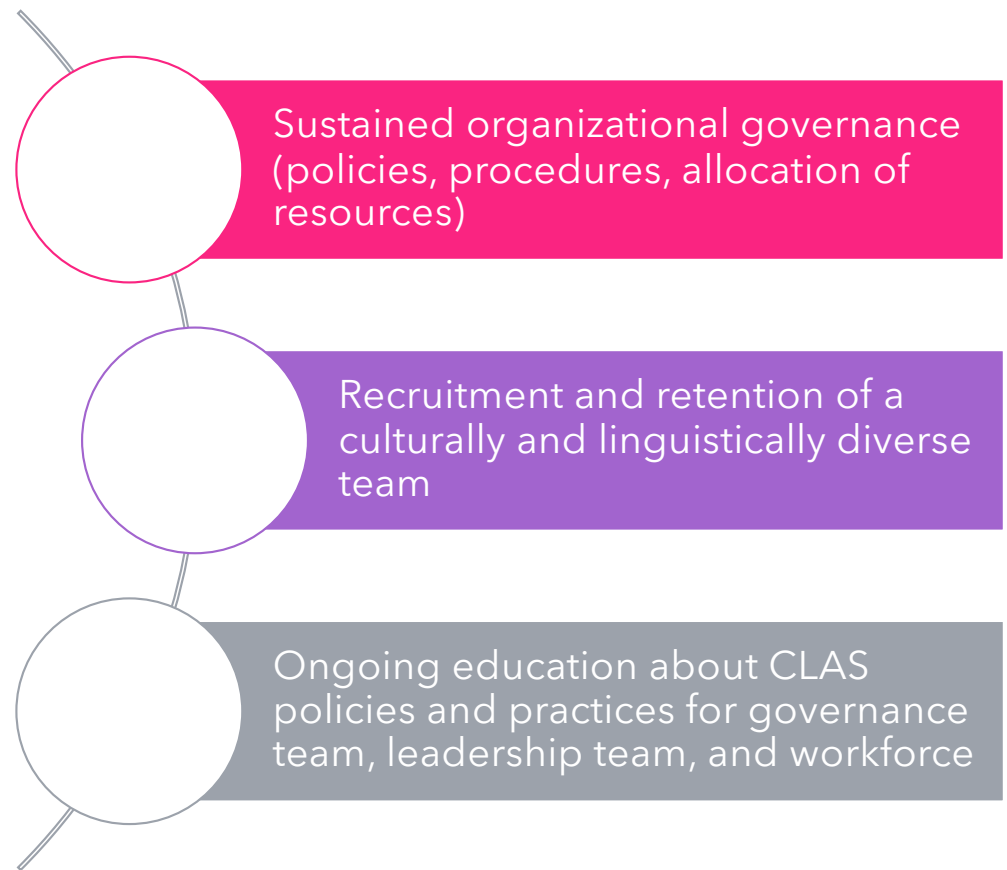 Sustained organizational governance
(policies, procedures, allocation of
resources)
Recruitment and retention of a
culturally and linguistically diverse
team
Ongoing education about CLAS
policies and practices for governance
team, leadership team, and workforce